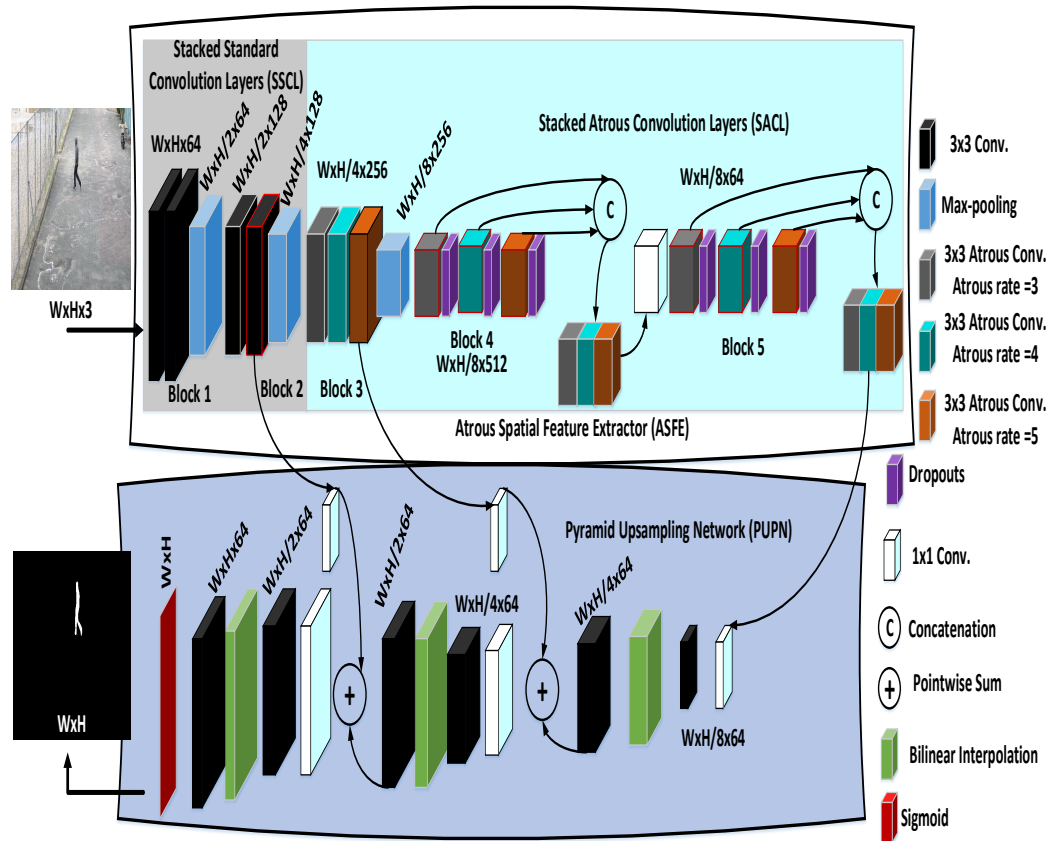 Stacked Standard
Convolution Layers (SSCL)
WxHx64
WxH/2x64
WxH/2x128
WxH/4x128
WxH/4x256
WxH/8x256
Stacked Atrous Convolution Layers (SACL)
WxH/8x64
C
C
WxHx3
Block 1
Block 2
Block 3
Block 4
WxH/8x512
Block 5
Atrous Spatial Feature Extractor (ASFE)
3x3 Conv.
Max-pooling
3x3 Atrous Conv.
Atrous rate =3
3x3 Atrous Conv.
Atrous rate =4
3x3 Atrous Conv.
Atrous rate =5
Dropouts
1x1 Conv.
C
Concatenation
+
Pointwise Sum
Bilinear Interpolation
Sigmoid
Pyramid Upsampling Network (PUPN)
WxH
WxHx64
WxH/2x64
WxH/2x64
WxH/4x64
WxH/4x64
+
+
WxH/8x64
WxH